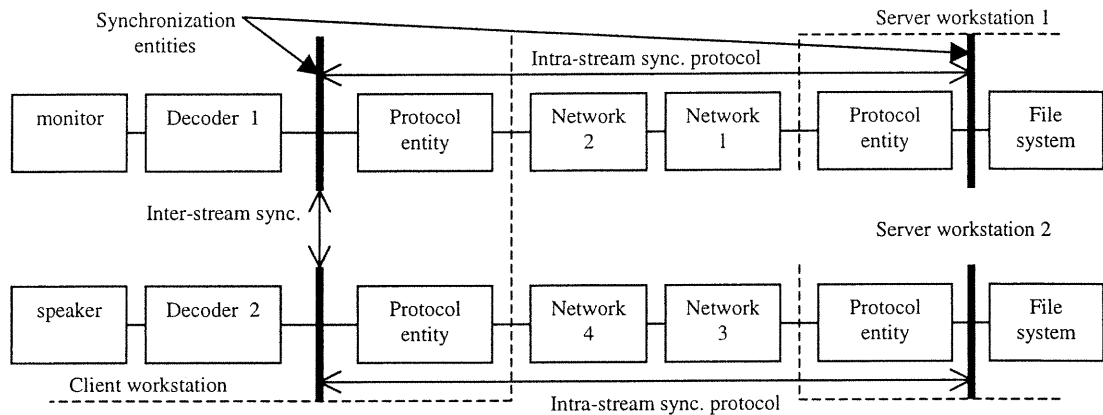 Synchronization
entities
Server workstation 1
Intra-stream sync. protocol
monitor
Decoder 1
Protocol
entity
Network
2
Network
1
Protocol
entity
File
system
Inter-stream sync.
Server workstation 2
speaker
Decoder 2
Protocol
entity
Network
4
Network
3
Protocol
entity
File
system
Client workstation
Intra-stream sync. protocol